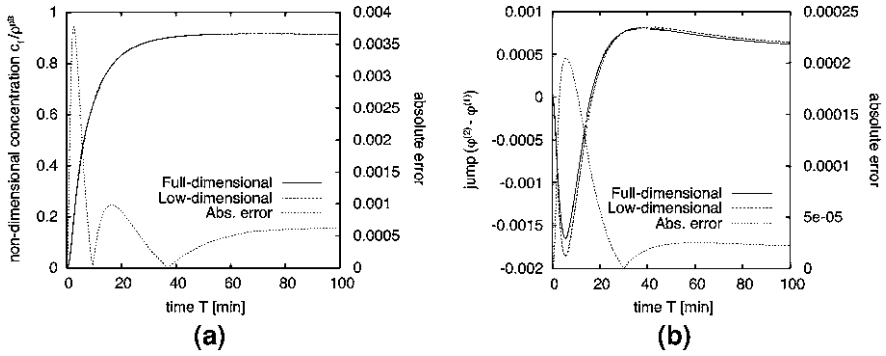 non-dimensional concentration cᵢ/ρᵖˡˢ
1
0.8
0.6
0.4
0.2
0
0.004
0.0035
0.003
0.0025
0.002
0.0015
0.001
0.0005
0
absolute error
Full-dimensional
Low-dimensional
Abs. error
0 20 40 60 80 100
time T [min]
(a)
jump (Φ⁽²⁾ - Φ⁽¹⁾)
0.001
0.0005
0
-0.0005
-0.001
-0.0015
-0.002
0.00025
0.0002
0.00015
0.0001
5e-05
0
absolute error
Full-dimensional
Low-dimensional
Abs. error
0 20 40 60 80 100
time T [min]
(b)